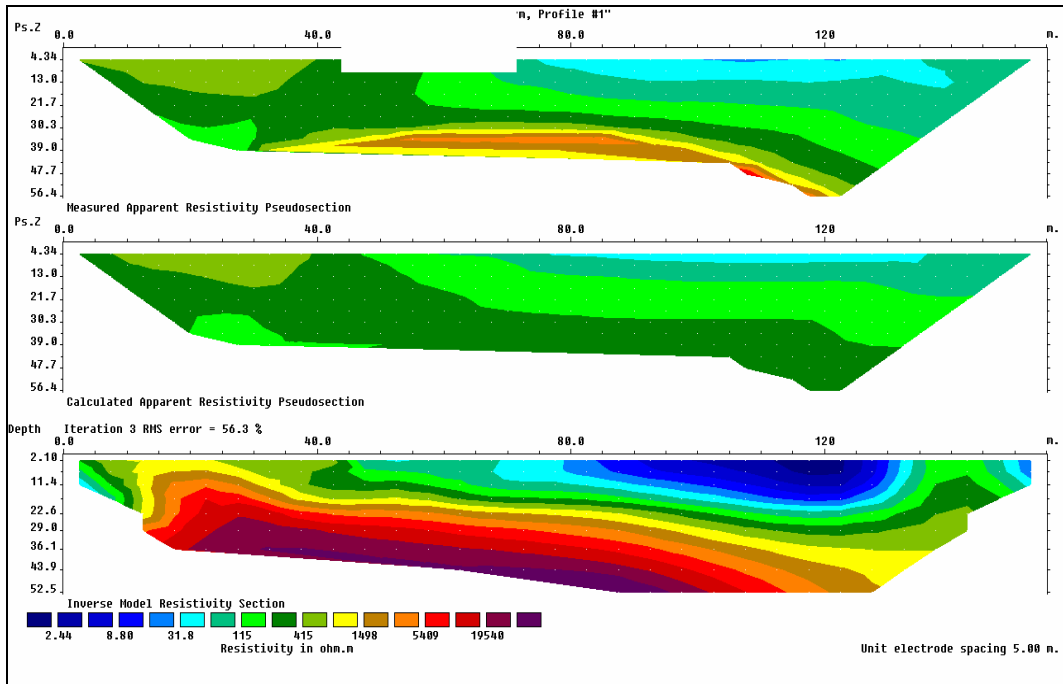 m, Profile #1"
Ps.Z 0.0 40.0 80.0 120 m.
4.34
13.0
21.7
30.3
39.0
47.7
56.4
Measured Apparent Resistivity Pseudosection
Ps.Z 0.0 40.0 80.0 120 m.
4.34
13.0
21.7
30.3
39.0
47.7
56.4
Calculated Apparent Resistivity Pseudosection
Depth Iteration 3 RMS error = 56.3 %
0.0 40.0 80.0 120 m.
2.10
11.4
22.6
29.0
36.1
43.9
52.5
Inverse Model Resistivity Section
2.44 8.80 31.8 115 415 1498 5409 19540
Resistivity in ohm.m
Unit electrode spacing 5.00 m.